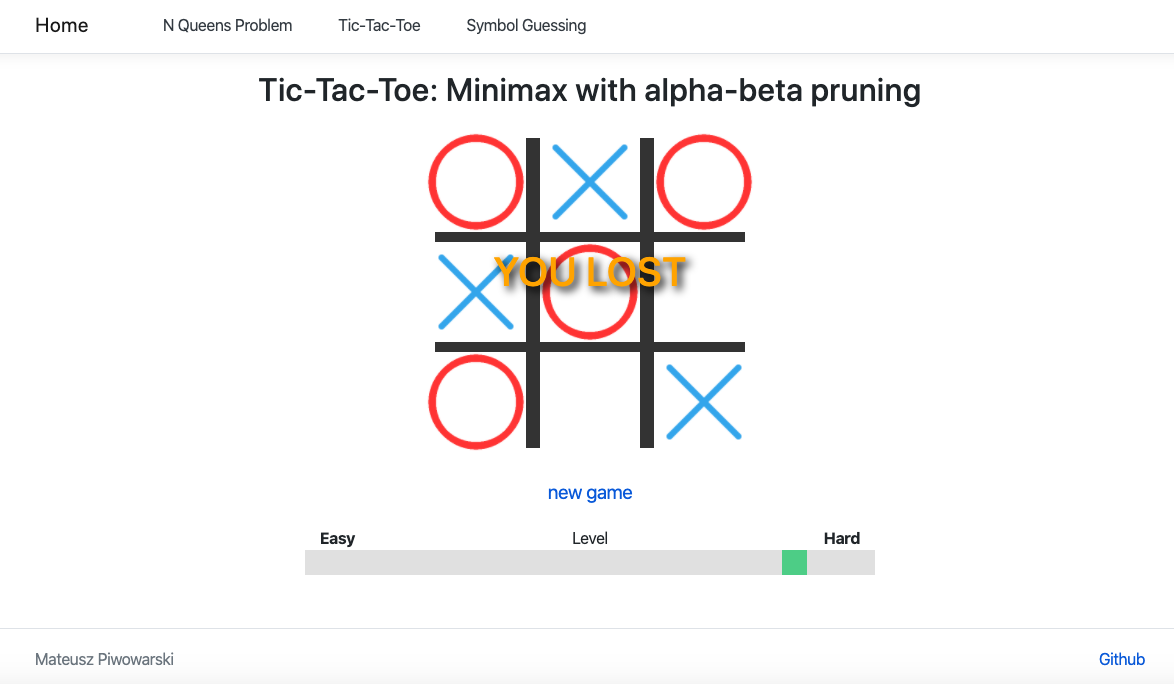 Home N Queens Problem Tic-Tac-Toe Symbol Guessing
Tic-Tac-Toe: Minimax with alpha-beta pruning
YOU LOST
new game
Easy Level Hard
Mateusz Piwowarski Github